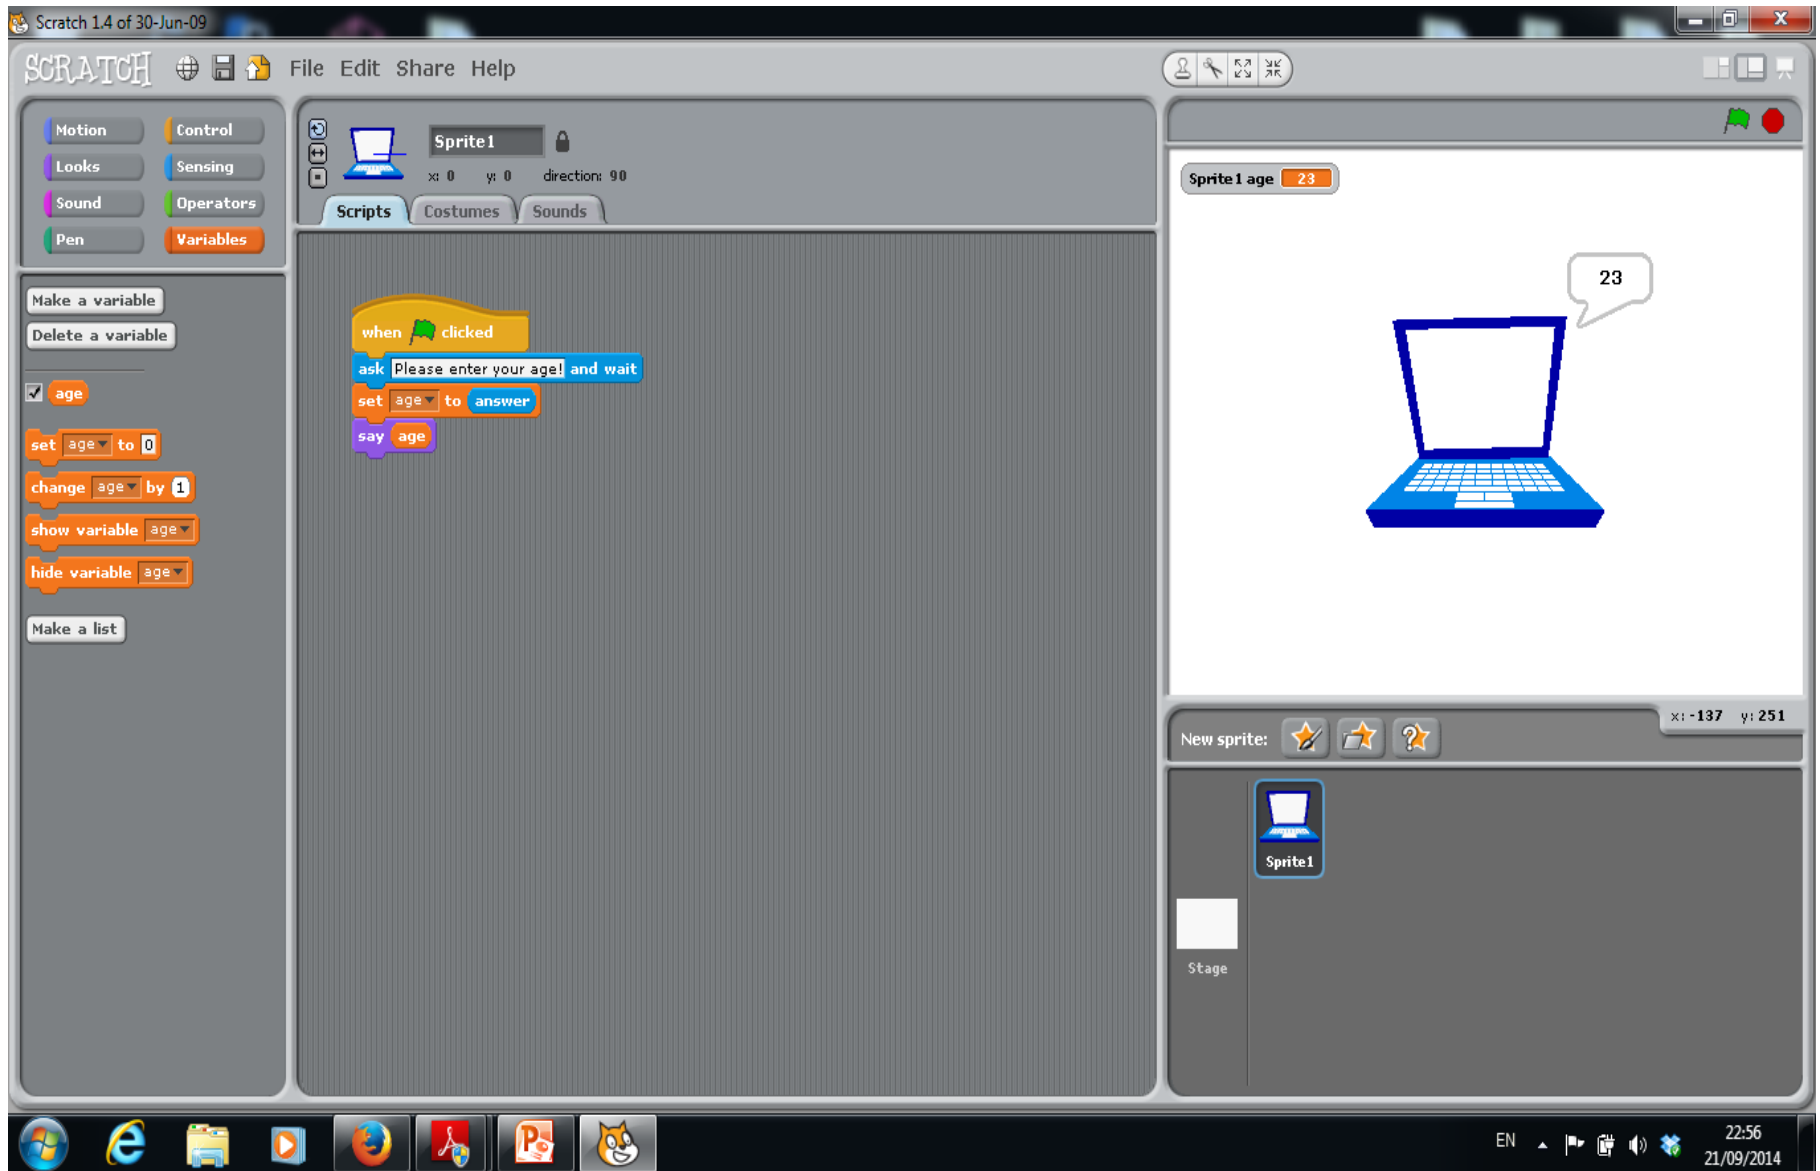 Scratch 1.4 of 30-Jun-09
SCRATCH File Edit Share Help
Motion Control
Looks Sensing
Sound Operators
Pen Variables
Make a variable
Delete a variable
age
set age to 0
change age by 1
show variable age
hide variable age
Make a list
Sprite1
x: 0 y: 0 direction: 90
Scripts Costumes Sounds
when clicked
ask Please enter your age! and wait
set age to answer
say age
Sprite1 age 23
23
x: -137 y: 251
New sprite:
Sprite1
Stage
EN
22:56
21/09/2014